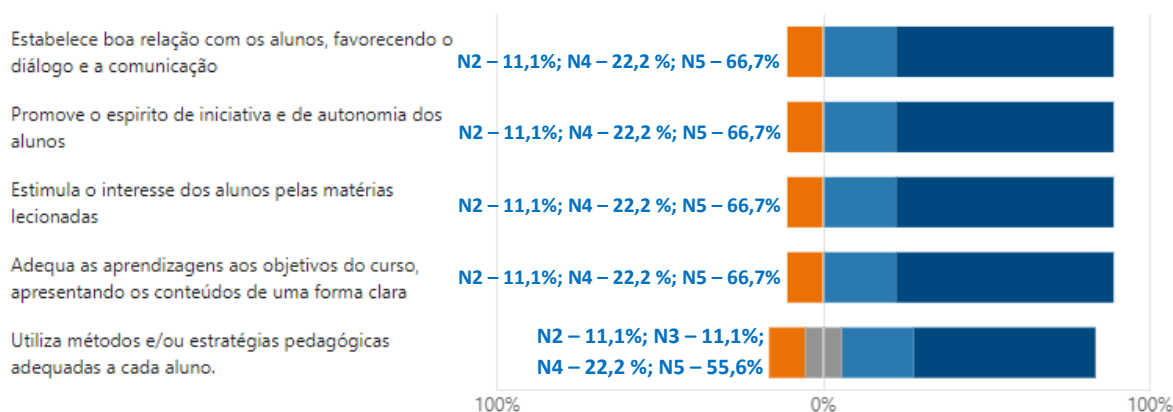 Estabelece boa relação com os alunos, favorecendo o
diálogo e a comunicação
N2 – 11,1%; N4 – 22,2 %; N5 – 66,7%
Promove o espirito de iniciativa e de autonomia dos
alunos
N2 – 11,1%; N4 – 22,2 %; N5 – 66,7%
Estimula o interesse dos alunos pelas matérias
lecionadas
N2 – 11,1%; N4 – 22,2 %; N5 – 66,7%
Adequa as aprendizagens aos objetivos do curso,
apresentando os conteúdos de uma forma clara
N2 – 11,1%; N4 – 22,2 %; N5 – 66,7%
Utiliza métodos e/ou estratégias pedagógicas
adequadas a cada aluno.
N2 – 11,1%; N3 – 11,1%;
N4 – 22,2 %; N5 – 55,6%
100% 0% 100%